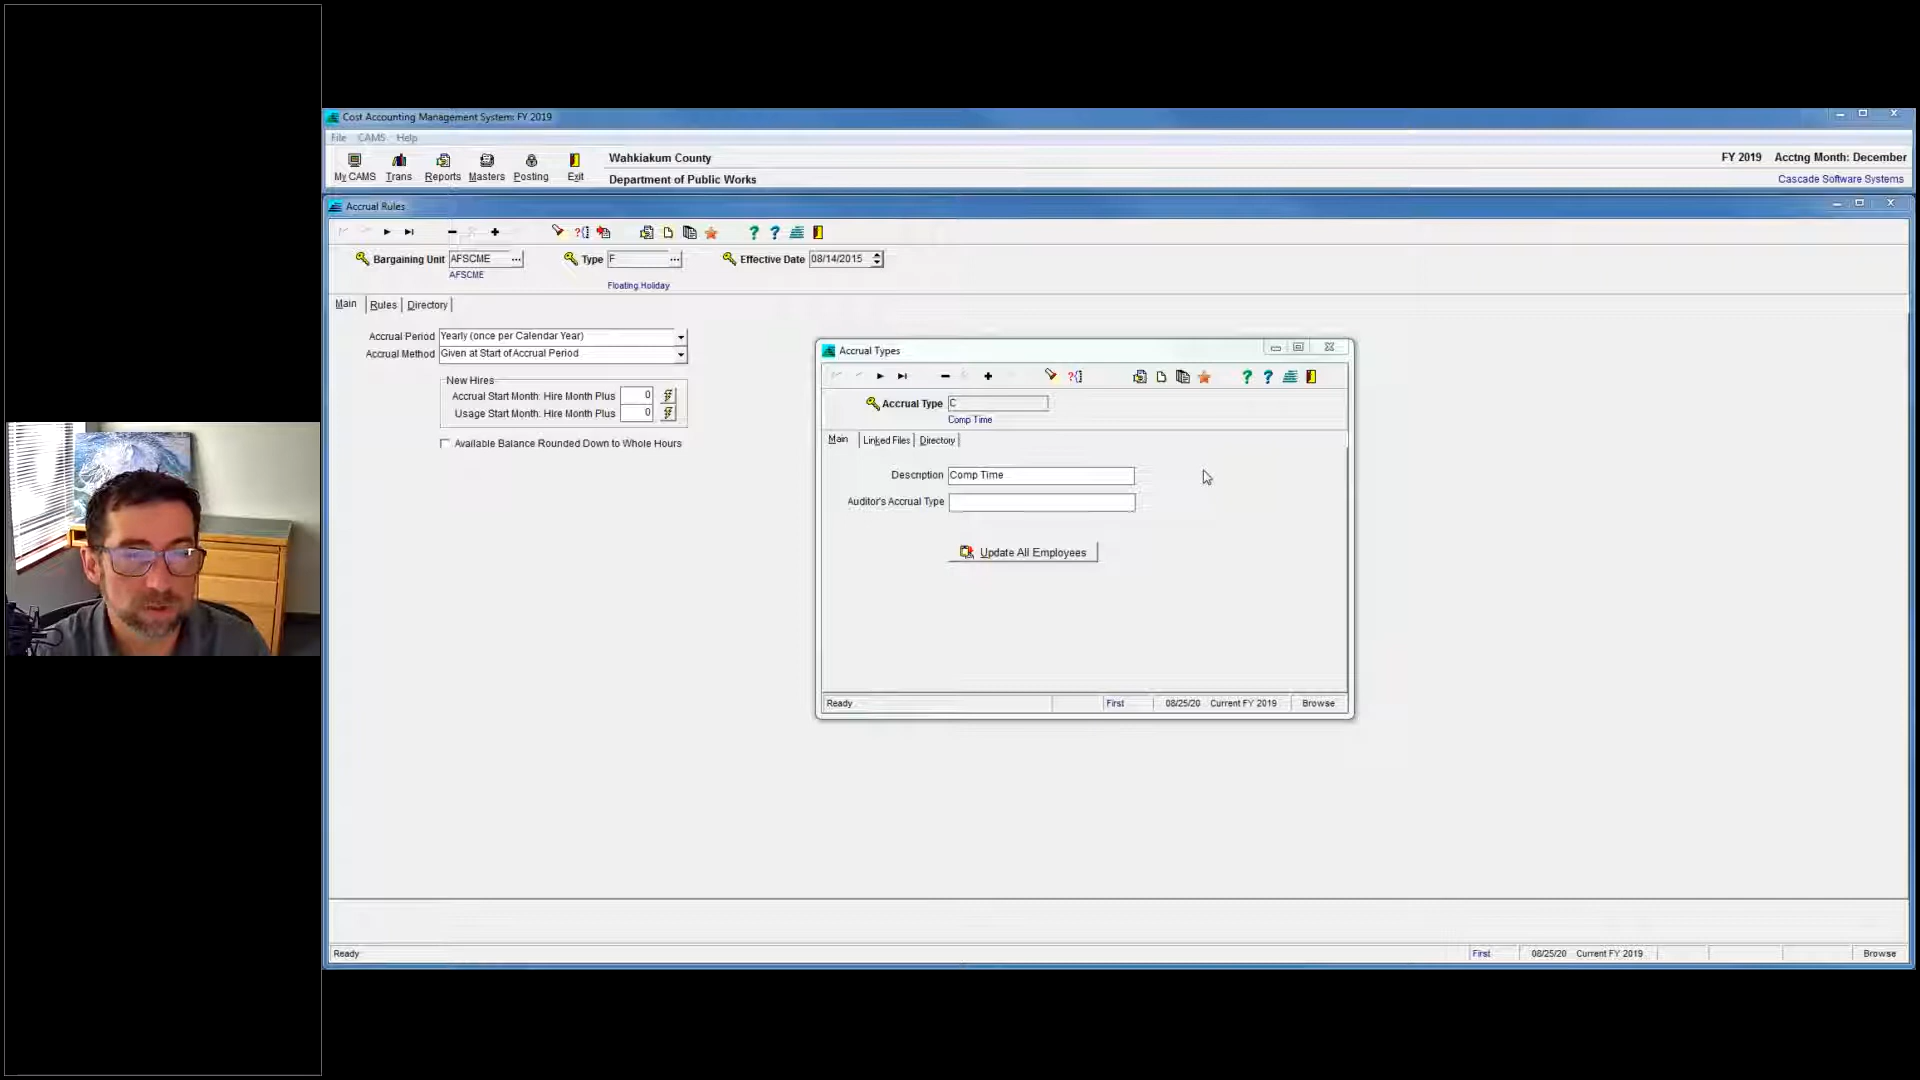 Cost Accounting Management System: FY 2019
File CAMS Help
My CAMS Trans Reports Masters Posting Exit
Wahkiakum County
Department of Public Works
FY 2019 Acctng Month: December
Cascade Software Systems
Accrual Rules
Bargaining Unit AFSCME ... Type F ... Effective Date 08/14/2015
AFSCME
Floating Holiday
Main Rules Directory
Accrual Period Yearly (once per Calendar Year)
Accrual Method Given at Start of Accrual Period
New Hires
Accrual Start Month: Hire Month Plus 0
Usage Start Month: Hire Month Plus 0
Available Balance Rounded Down to Whole Hours
Accrual Types
Accrual Type C
Comp Time
Main Linked Files Directory
Description Comp Time
Auditor's Accrual Type
Update All Employees
Ready First 08/25/20 Current FY 2019 Browse
Ready First 08/25/20 Current FY 2019 Browse